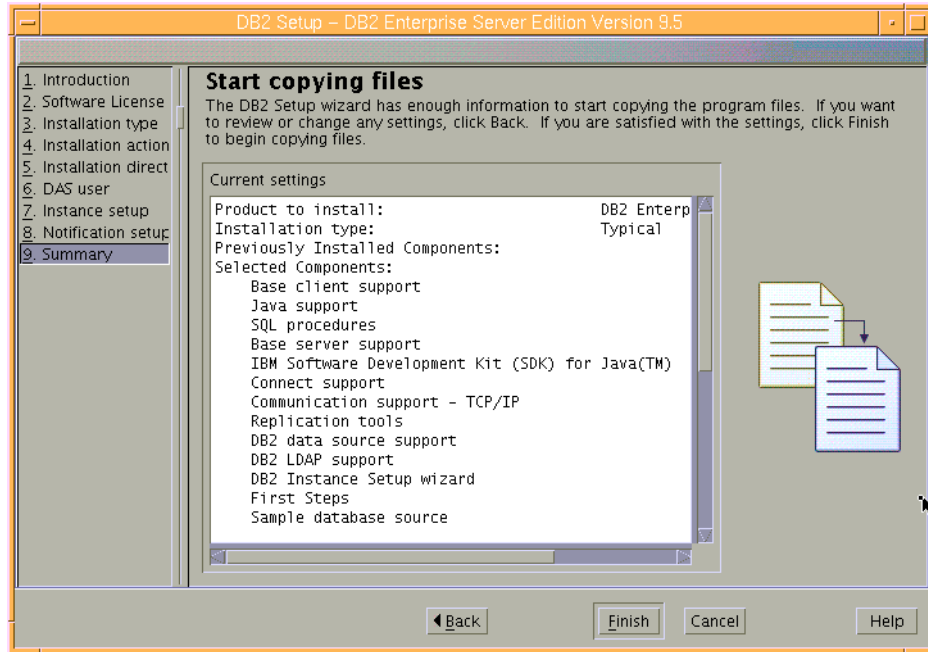 DB2 Setup – DB2 Enterprise Server Edition Version 9.5
1. Introduction
2. Software License
3. Installation type
4. Installation action
5. Installation direct
6. DAS user
7. Instance setup
8. Notification setup
9. Summary
Start copying files
The DB2 Setup wizard has enough information to start copying the program files. If you want
to review or change any settings, click Back. If you are satisfied with the settings, click Finish
to begin copying files.
Current settings
Product to install: DB2 Enterp
Installation type: Typical
Previously Installed Components:
Selected Components:
Base client support
Java support
SQL procedures
Base server support
IBM Software Development Kit (SDK) for Java(TM)
Connect support
Communication support – TCP/IP
Replication tools
DB2 data source support
DB2 LDAP support
DB2 Instance Setup wizard
First Steps
Sample database source
Back Finish Cancel Help